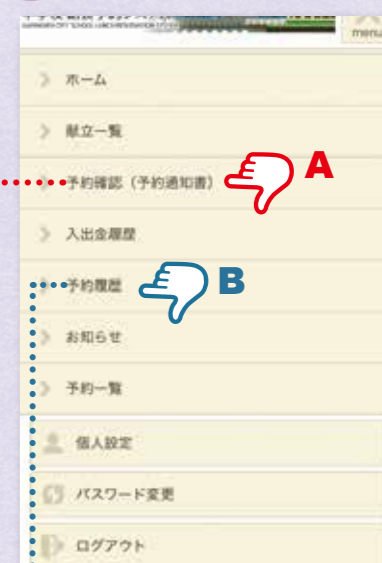 menu
ホーム
献立一覧
予約確認（予約通知書）
A
入出金履歴
予約履歴
B
お知らせ
予約一覧
個人設定
パスワード変更
ログアウト